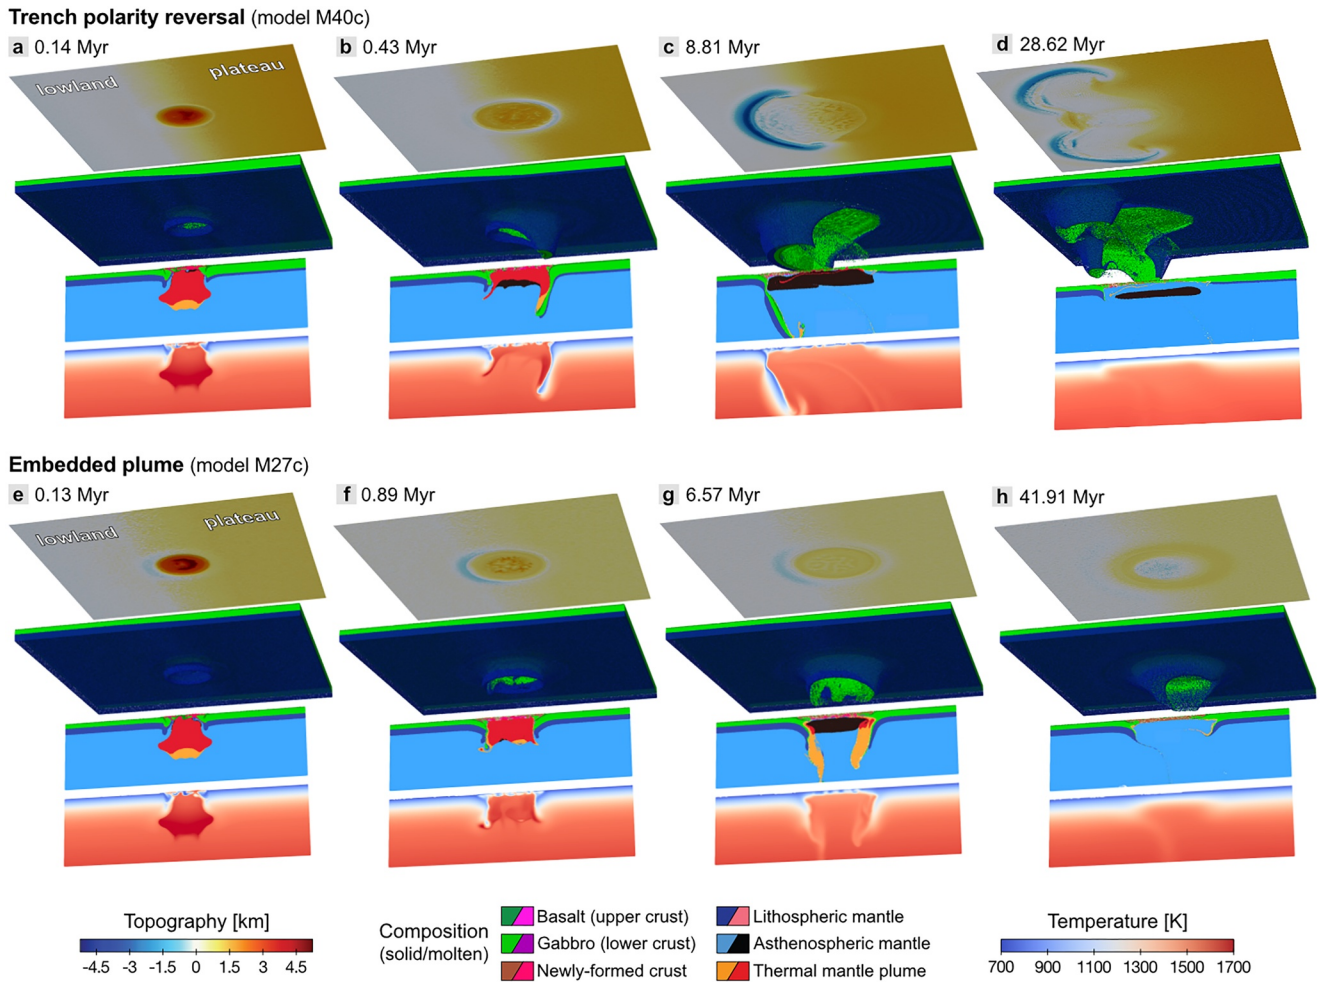 Trench polarity reversal (model M40c)
a 0.14 Myr
b 0.43 Myr
c 8.81 Myr
d 28.62 Myr
lowland
plateau
Embedded plume (model M27c)
e 0.13 Myr
f 0.89 Myr
g 6.57 Myr
h 41.91 Myr
lowland
plateau
Topography [km]
-4.5 -3 -1.5 0 1.5 3 4.5
Composition
(solid/molten)
Basalt (upper crust)
Gabbro (lower crust)
Newly-formed crust
Lithospheric mantle
Asthenospheric mantle
Thermal mantle plume
Temperature [K]
700 900 1100 1300 1500 1700